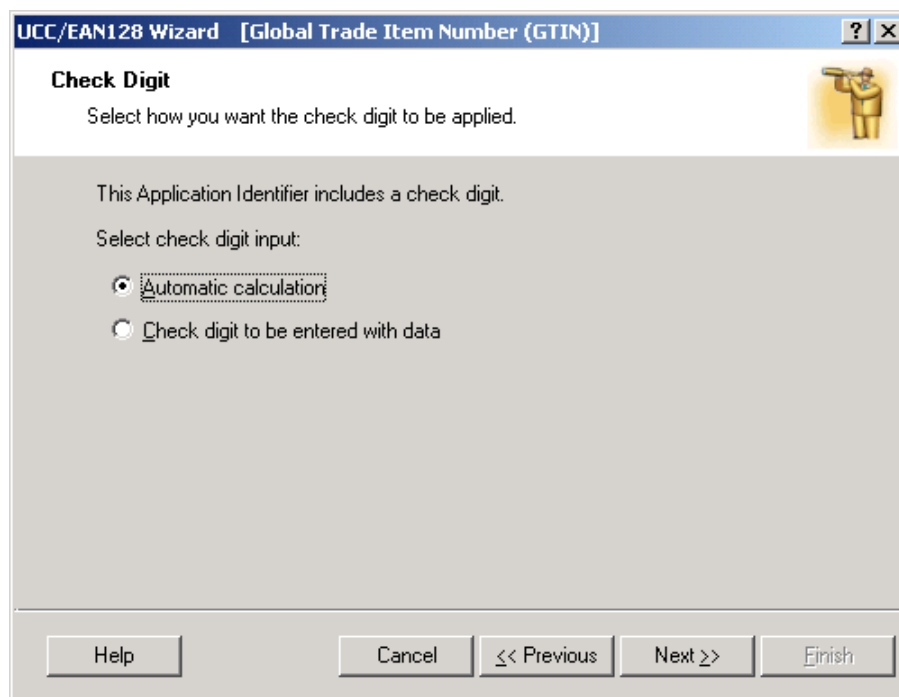 UCC/EAN128 Wizard [Global Trade Item Number (GTIN)]
Check Digit
Select how you want the check digit to be applied.
This Application Identifier includes a check digit.
Select check digit input:
Automatic calculation
Check digit to be entered with data
Help Cancel << Previous Next >> Finish